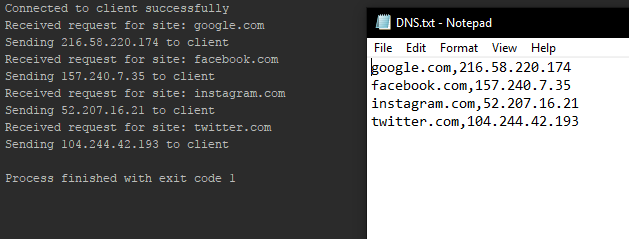 Connected to client successfully
Received request for site: google.com
Sending 216.58.220.174 to client
Received request for site: facebook.com
Sending 157.240.7.35 to client
Received request for site: instagram.com
Sending 52.207.16.21 to client
Received request for site: twitter.com
Sending 104.244.42.193 to client
Process finished with exit code 1
DNS.txt - Notepad
File Edit Format View Help
google.com,216.58.220.174
facebook.com,157.240.7.35
instagram.com,52.207.16.21
twitter.com,104.244.42.193